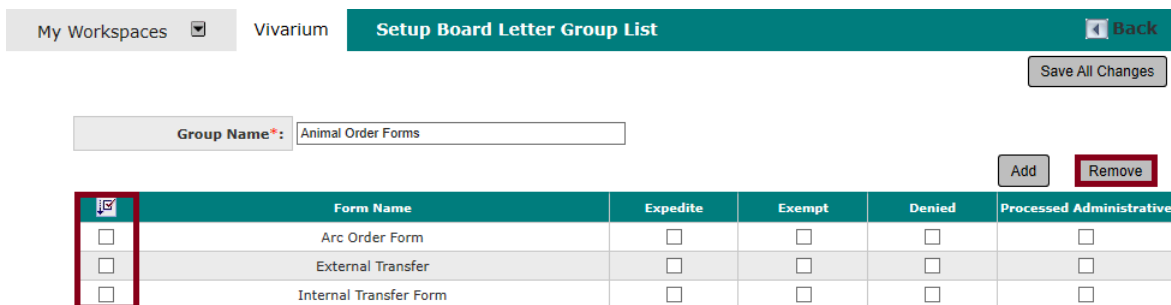 My Workspaces Vivarium Setup Board Letter Group List Back
Save All Changes
Group Name*: Animal Order Forms
Add Remove
Form Name Expedite Exempt Denied Processed Administrative
Arc Order Form
External Transfer
Internal Transfer Form